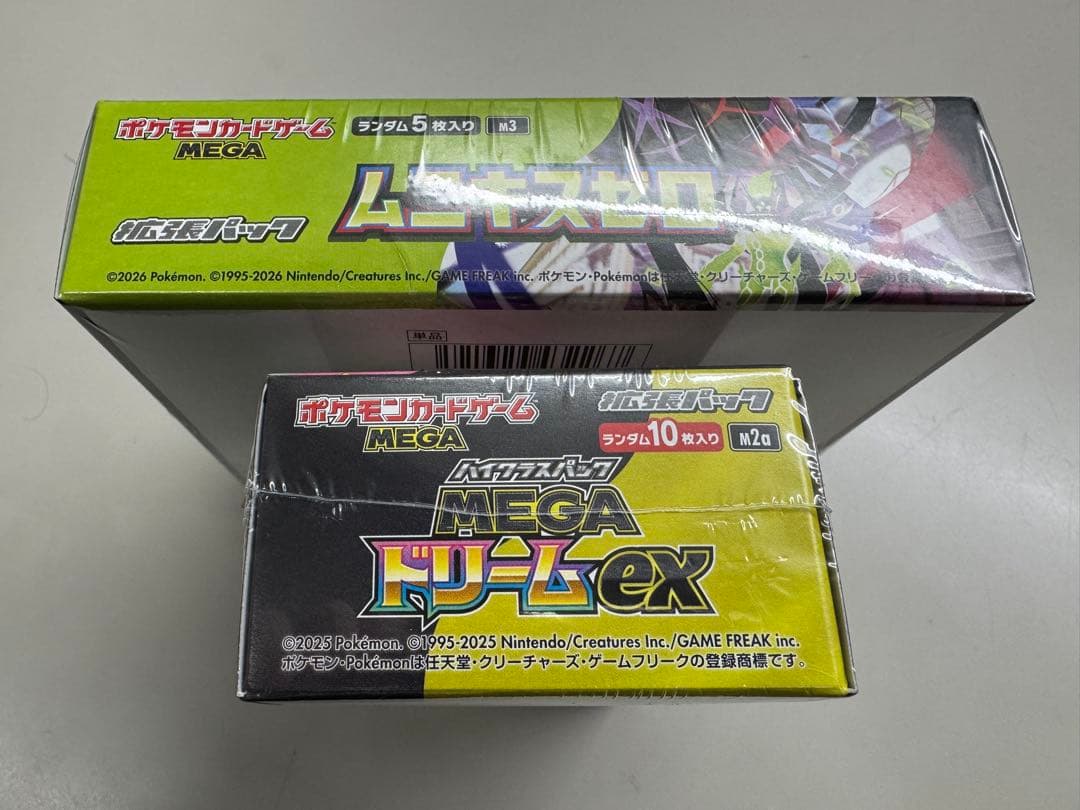 ポケモンカードゲーム
MEGA
ランダム5枚入り
M3
ムニキスゼロ
拡張パック
©2026 Pokémon. ©1995-2026 Nintendo/Creatures Inc./GAME FREAK inc. ポケモン・Pokémonは任天堂・クリーチャーズ・ゲームフリークの登録商標です。
単品
ポケモンカードゲーム
MEGA
拡張パック
ランダム10枚入り
M2a
ハイクラスパック
MEGA
ドリームex
©2025 Pokémon. ©1995-2025 Nintendo/Creatures Inc./GAME FREAK inc.
ポケモン・Pokémonは任天堂・クリーチャーズ・ゲームフリークの登録商標です。